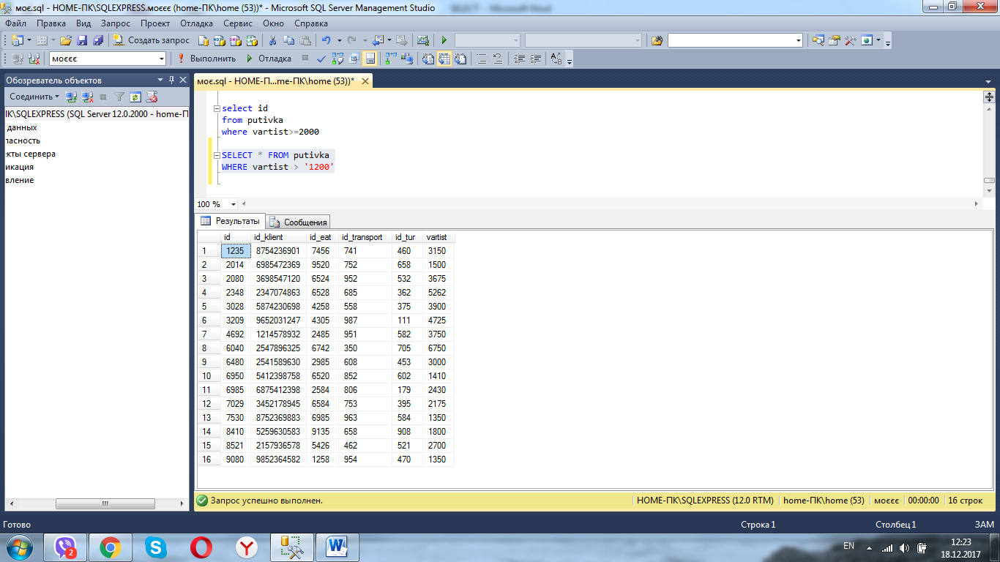 моє.sql - HOME-ПК\SQLEXPRESS.моєєє (home-ПК\home (53))* - Microsoft SQL Server Management Studio
Файл Правка Вид Запрос Проект Отладка Сервис Окно Справка
Создать запрос
моєєє Выполнить Отладка
Обозреватель объектов
Соединить
ІК\SQLEXPRESS (SQL Server 12.0.2000 - home-П
данных
пасность
кты сервера
икация
вление
моє.sql - HOME-П...me-ПК\home (53))*
select id
from putivka
where vartist>=2000
SELECT * FROM putivka
WHERE vartist > '1200'
100 %
Результаты Сообщения
id id_klient id_eat id_transport id_tur vartist
1 1235 8754236901 7456 741 460 3150
2 2014 6985472369 9520 752 658 1500
3 2080 3698547120 6524 952 532 3675
4 2348 2347074863 6528 685 362 5262
5 3028 5874230698 4258 558 375 3900
6 3209 9652031247 4305 987 111 4725
7 4692 1214578932 2485 951 582 3750
8 6040 2547896325 6742 350 705 6750
9 6480 2541589630 2985 608 453 3000
10 6950 5412398758 6520 852 602 1410
11 6985 6875412398 2584 806 179 2430
12 7029 3452178945 6584 753 395 2175
13 7530 8752369883 6985 963 584 1350
14 8410 5259630583 9135 658 908 1800
15 8521 2157936578 5426 462 521 2700
16 9080 9852364582 1258 954 470 1350
Запрос успешно выполнен. HOME-ПК\SQLEXPRESS (12.0 RTM) home-ПК\home (53) моєєє 00:00:00 16 строк
Готово Строка 1 Столбец 1 ЗАМ
2
EN 12:23
18.12.2017